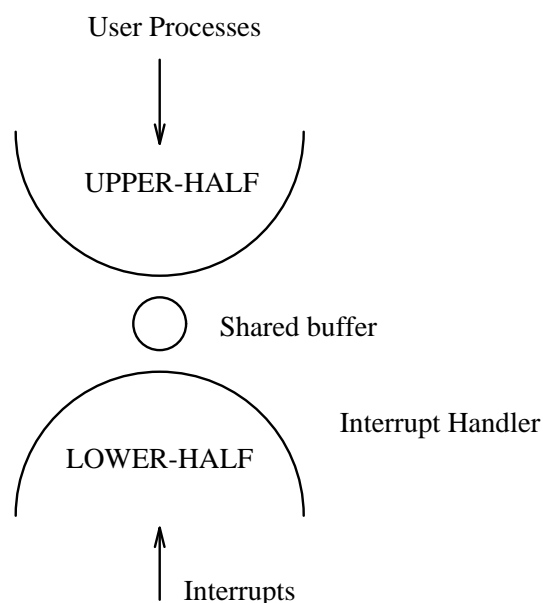 User Processes
UPPER-HALF
Shared buffer
Interrupt Handler
LOWER-HALF
Interrupts